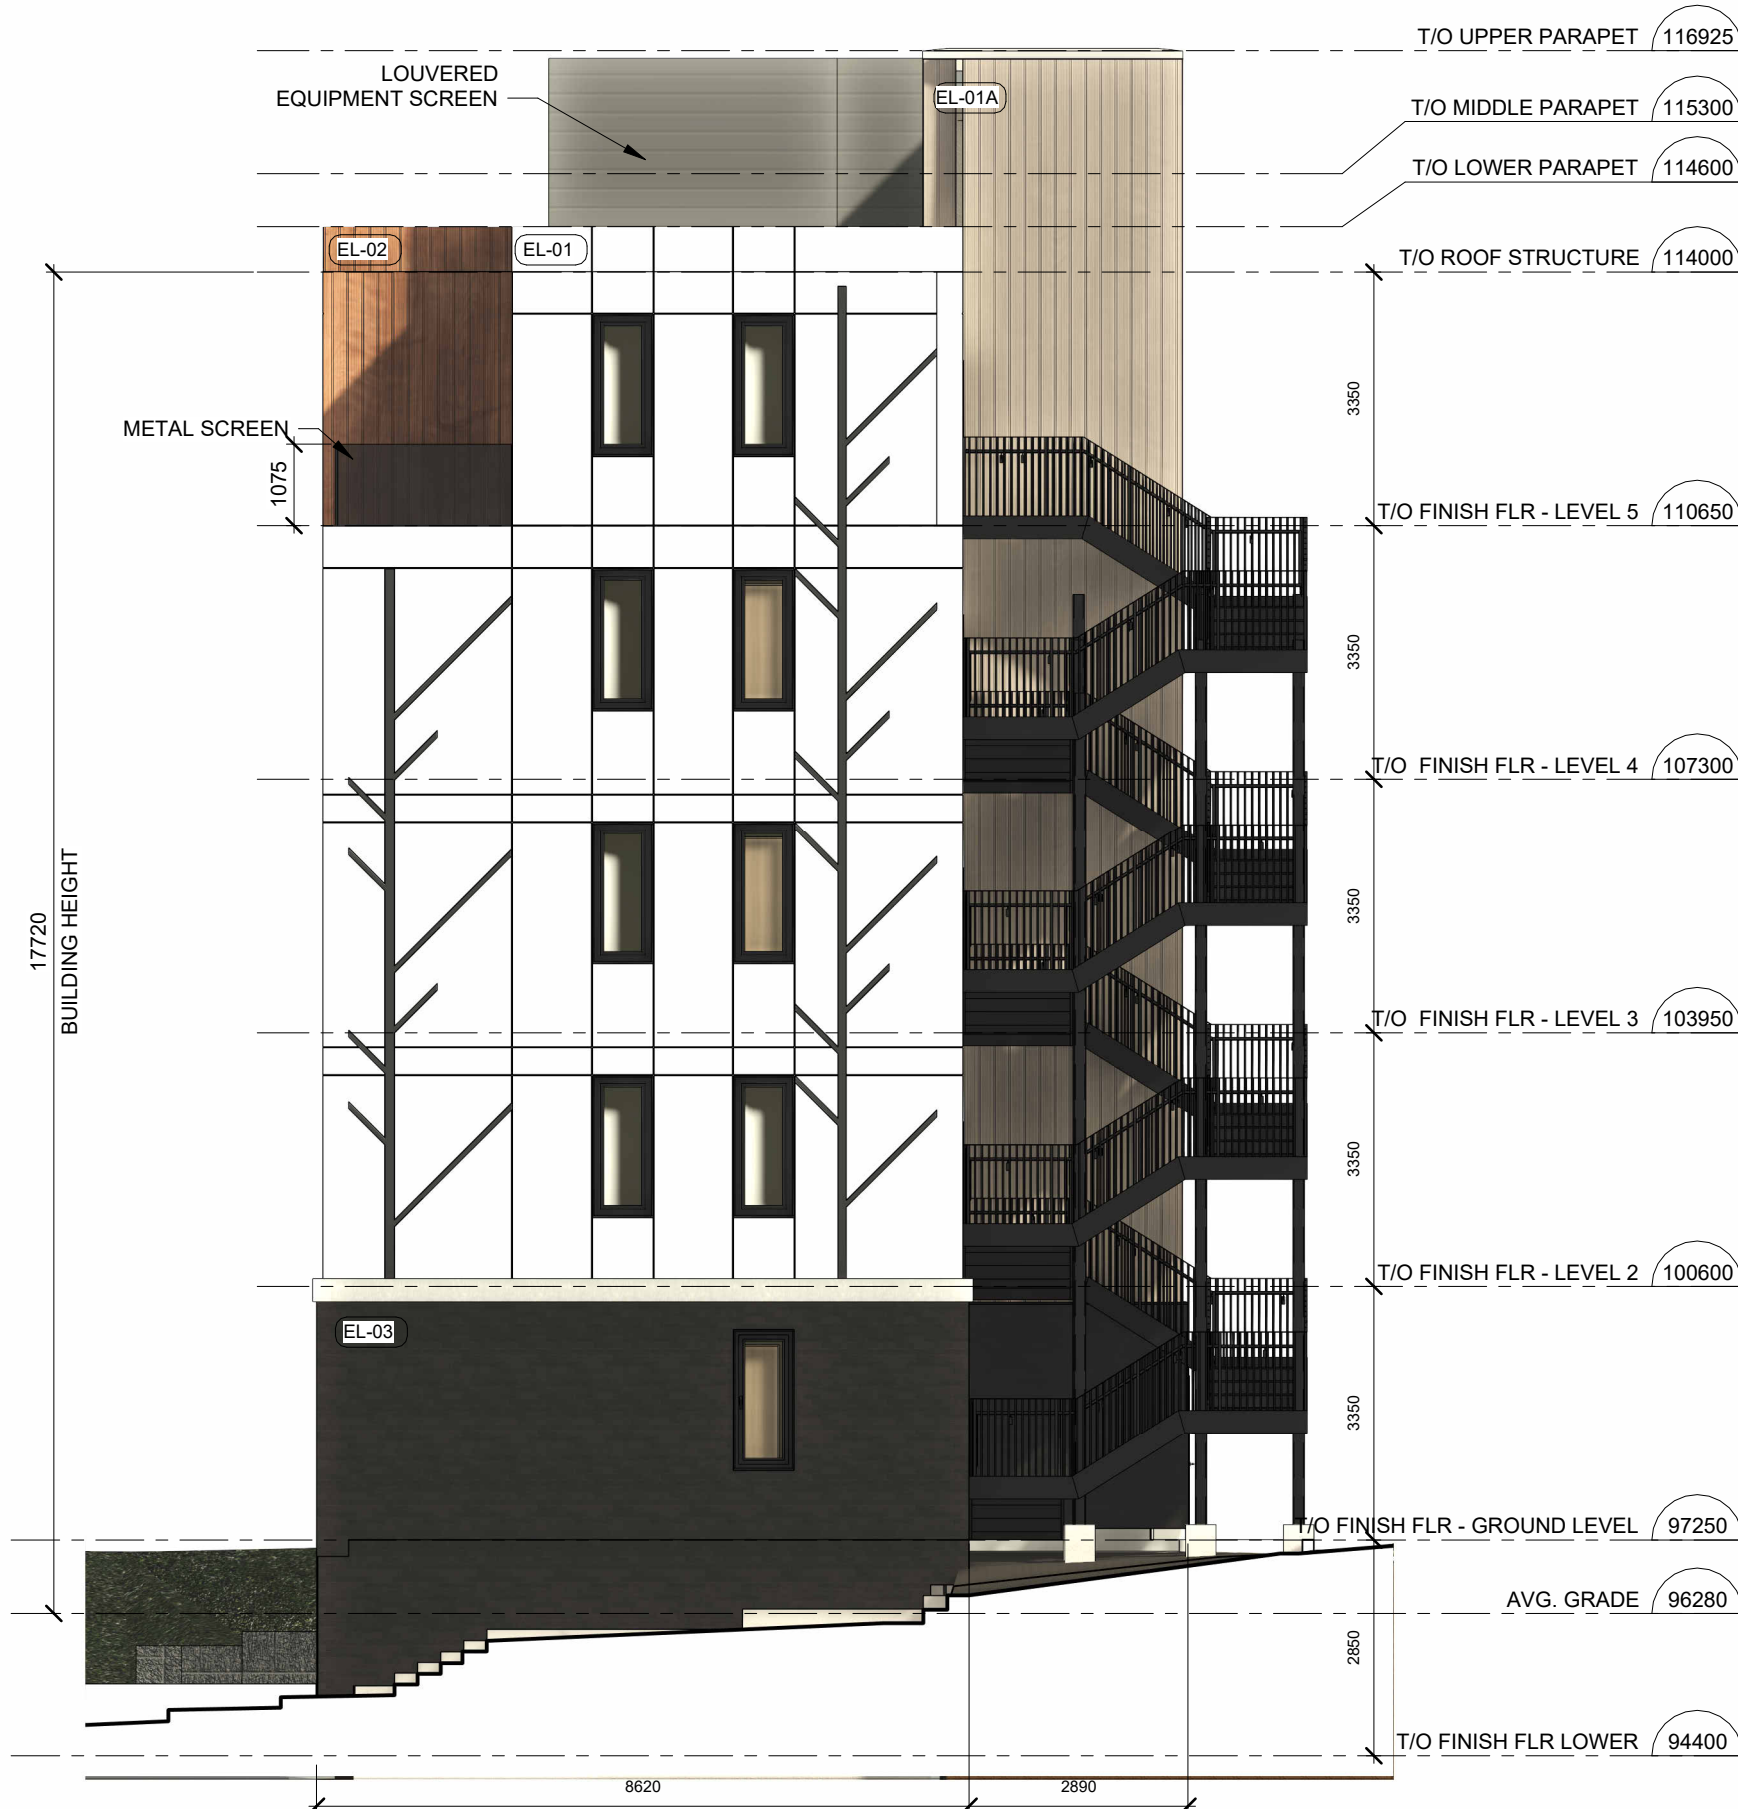 T/O UPPER PARAPET 116925
LOUVERED
EQUIPMENT SCREEN
EL-01A
T/O MIDDLE PARAPET 115300
T/O LOWER PARAPET 114600
EL-02
EL-01
T/O ROOF STRUCTURE 114000
3350
METAL SCREEN
1075
T/O FINISH FLR - LEVEL 5 110650
3350
T/O FINISH FLR - LEVEL 4 107300
17720
BUILDING HEIGHT
3350
T/O FINISH FLR - LEVEL 3 103950
3350
T/O FINISH FLR - LEVEL 2 100600
EL-03
3350
T/O FINISH FLR - GROUND LEVEL 97250
AVG. GRADE 96280
2850
T/O FINISH FLR LOWER 94400
8620
2890